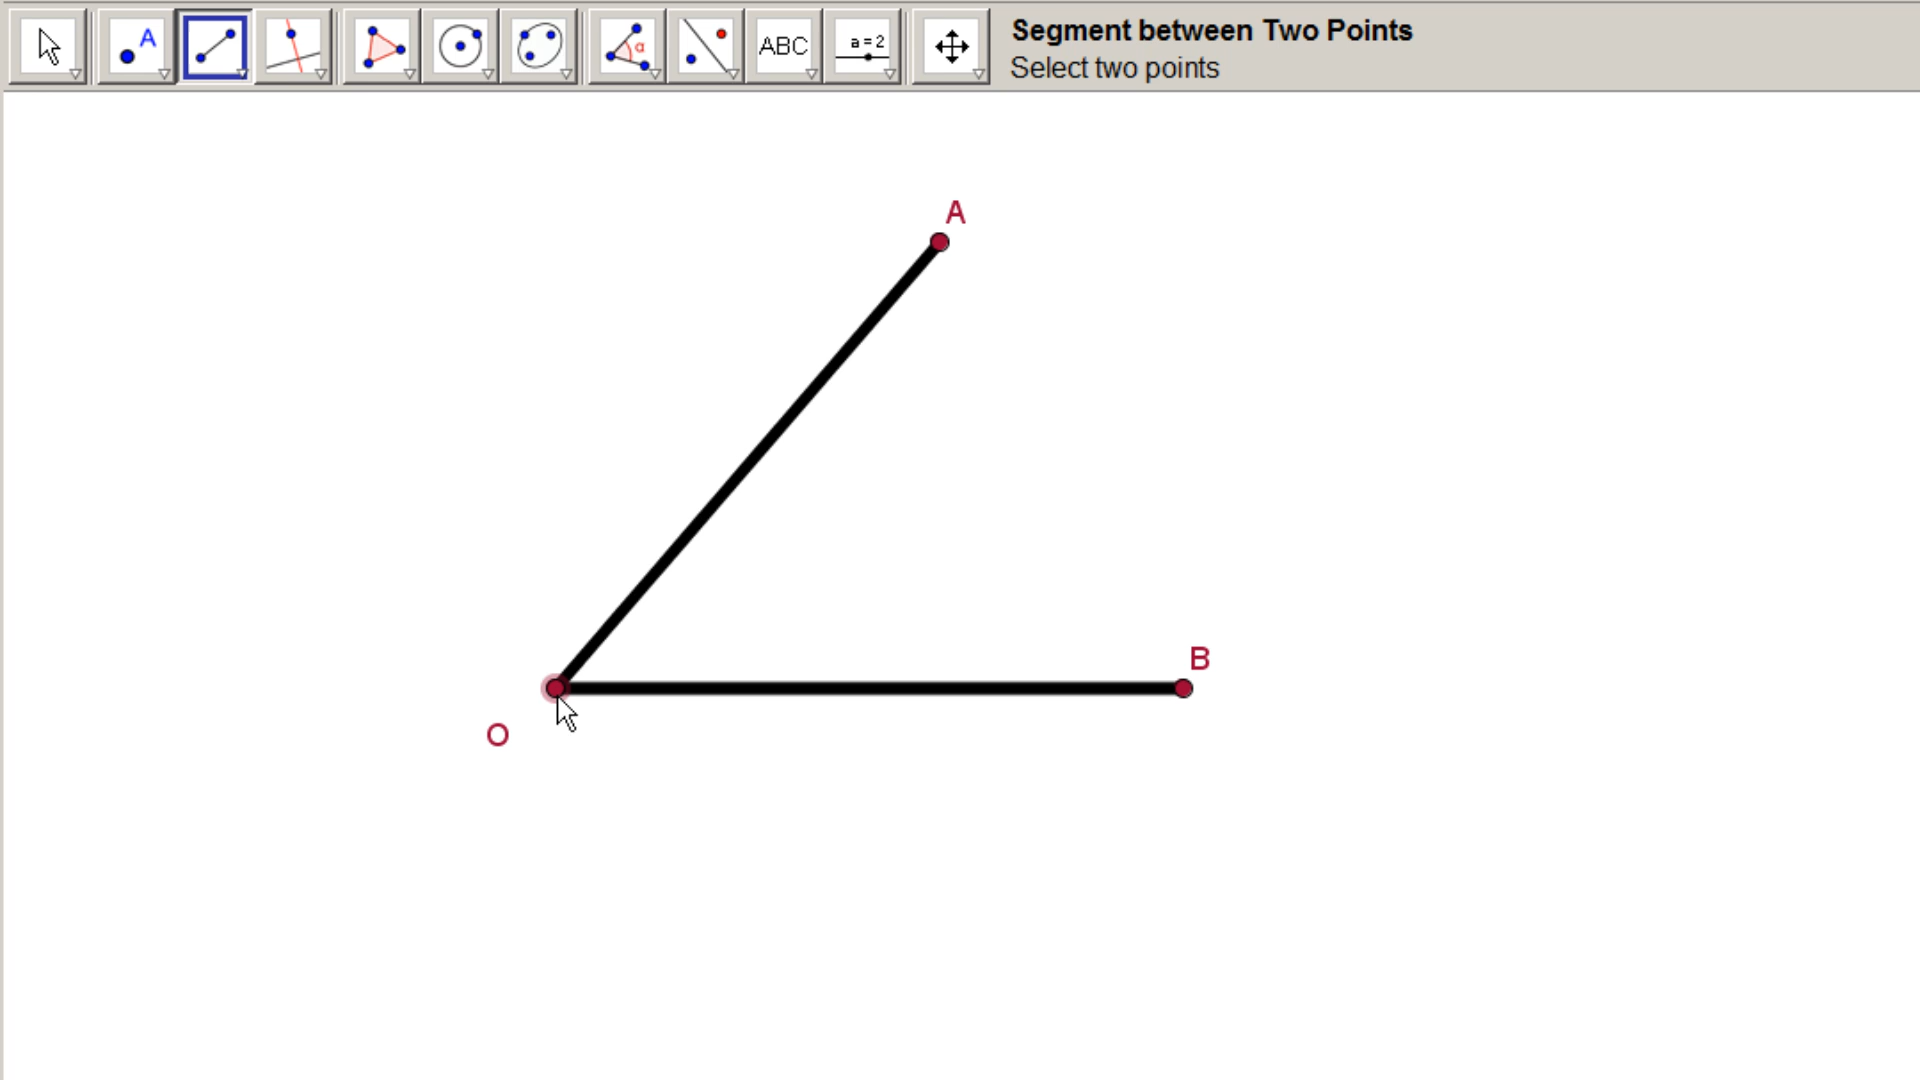 A
α
ABC
a=2
Segment between Two Points
Select two points
A
B
O